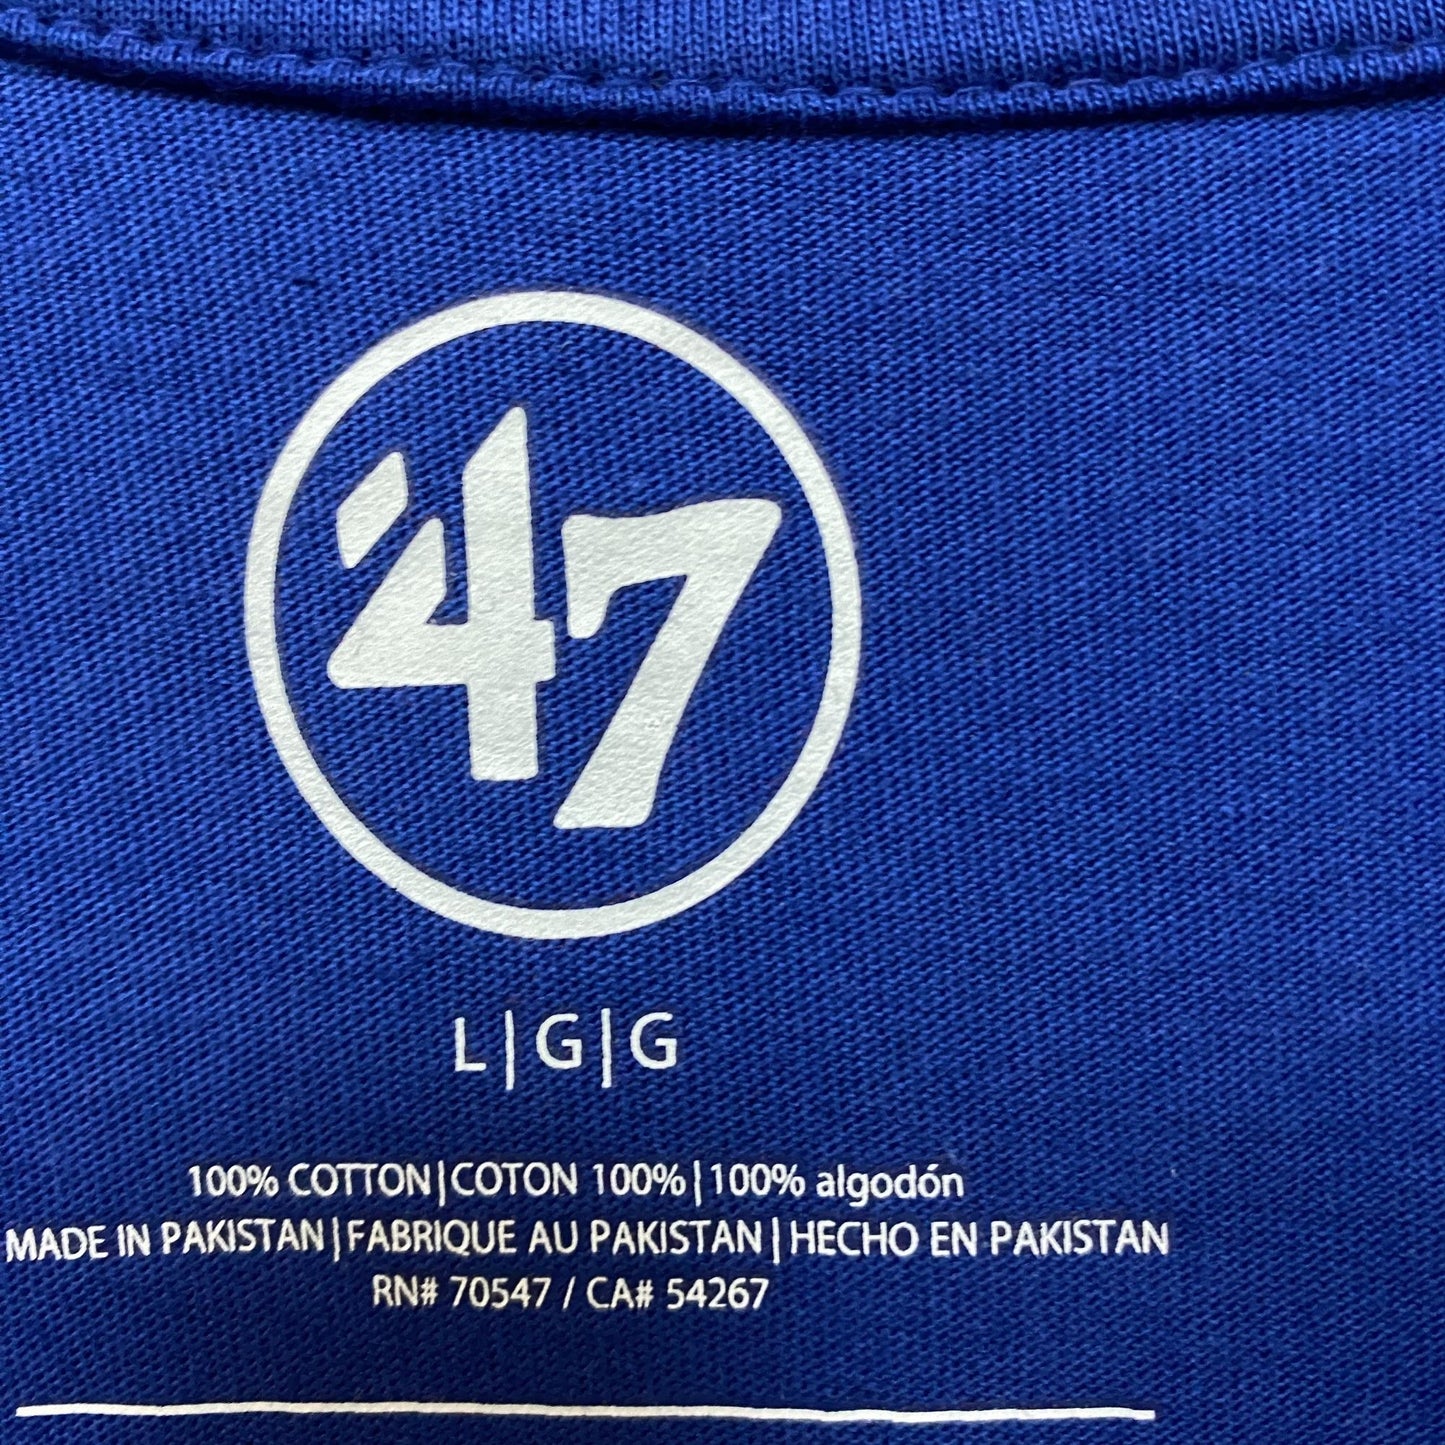 '47
L|G|G
100% COTTON|COTON 100%|100% algodón
MADE IN PAKISTAN|FABRIQUE AU PAKISTAN|HECHO EN PAKISTAN
RN# 70547 / CA# 54267